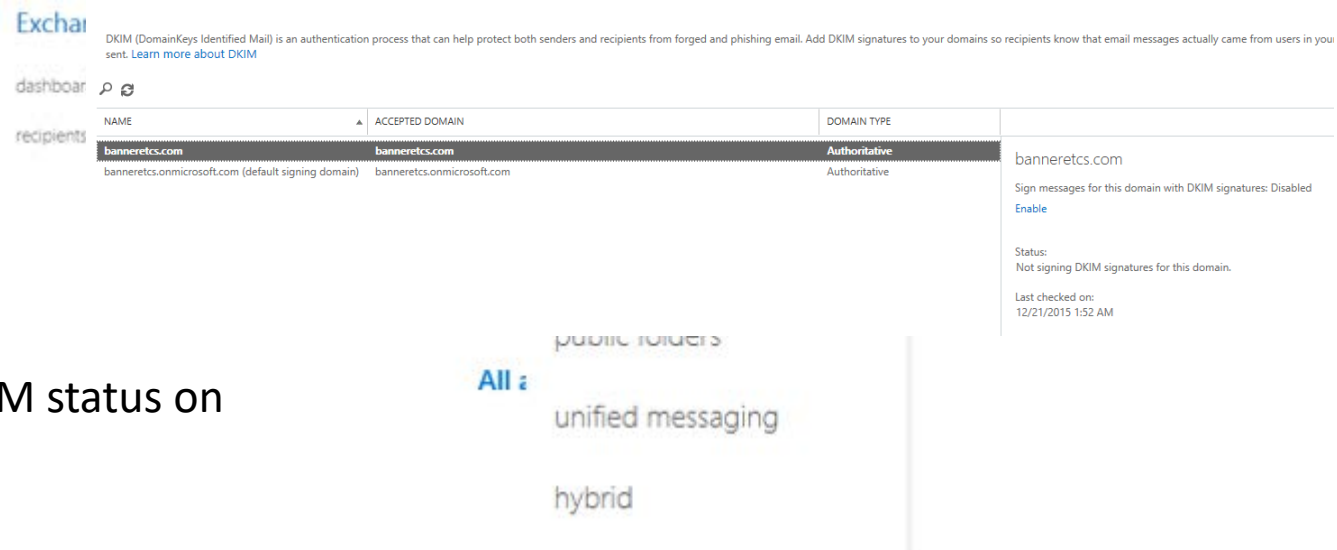 DKIM (DomainKeys Identified Mail) is an authentication process that can help protect both senders and recipients from forged and phishing email. Add DKIM signatures to your domains so recipients know that email messages actually came from users in your
sent. Learn more about DKIM
dashboar
recipients
NAME ACCEPTED DOMAIN DOMAIN TYPE
banneretcs.com banneretcs.com Authoritative
banneretcs.onmicrosoft.com (default signing domain) banneretcs.onmicrosoft.com Authoritative
banneretcs.com
Sign messages for this domain with DKIM signatures: Disabled
Enable
Status:
Not signing DKIM signatures for this domain.
Last checked on:
12/21/2015 1:52 AM
public folders
M status on
All
unified messaging
hybrid